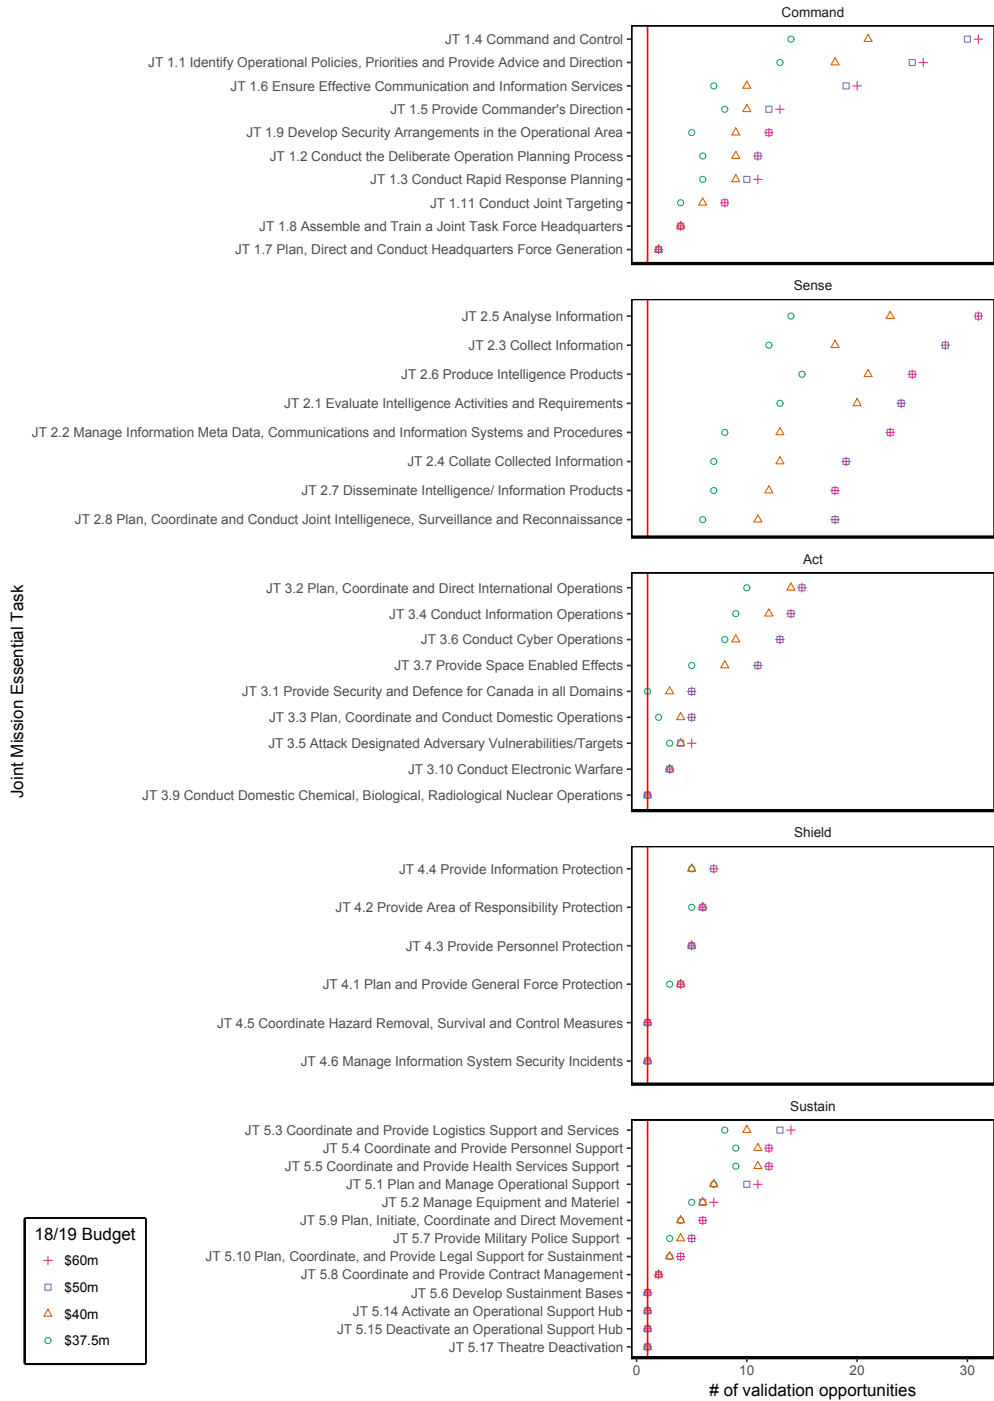 Command
JT 1.4 Command and Control
JT 1.1 Identify Operational Policies, Priorities and Provide Advice and Direction
JT 1.6 Ensure Effective Communication and Information Services
JT 1.5 Provide Commander's Direction
JT 1.9 Develop Security Arrangements in the Operational Area
JT 1.2 Conduct the Deliberate Operation Planning Process
JT 1.3 Conduct Rapid Response Planning
JT 1.11 Conduct Joint Targeting
JT 1.8 Assemble and Train a Joint Task Force Headquarters
JT 1.7 Plan, Direct and Conduct Headquarters Force Generation
Sense
JT 2.5 Analyse Information
JT 2.3 Collect Information
JT 2.6 Produce Intelligence Products
JT 2.1 Evaluate Intelligence Activities and Requirements
JT 2.2 Manage Information Meta Data, Communications and Information Systems and Procedures
JT 2.4 Collate Collected Information
JT 2.7 Disseminate Intelligence/ Information Products
JT 2.8 Plan, Coordinate and Conduct Joint Intelligenece, Surveillance and Reconnaissance
Act
JT 3.2 Plan, Coordinate and Direct International Operations
JT 3.4 Conduct Information Operations
JT 3.6 Conduct Cyber Operations
JT 3.7 Provide Space Enabled Effects
JT 3.1 Provide Security and Defence for Canada in all Domains
JT 3.3 Plan, Coordinate and Conduct Domestic Operations
JT 3.5 Attack Designated Adversary Vulnerabilities/Targets
JT 3.10 Conduct Electronic Warfare
JT 3.9 Conduct Domestic Chemical, Biological, Radiological Nuclear Operations
Joint Mission Essential Task
Shield
JT 4.4 Provide Information Protection
JT 4.2 Provide Area of Responsibility Protection
JT 4.3 Provide Personnel Protection
JT 4.1 Plan and Provide General Force Protection
JT 4.5 Coordinate Hazard Removal, Survival and Control Measures
JT 4.6 Manage Information System Security Incidents
Sustain
JT 5.3 Coordinate and Provide Logistics Support and Services
JT 5.4 Coordinate and Provide Personnel Support
JT 5.5 Coordinate and Provide Health Services Support
JT 5.1 Plan and Manage Operational Support
JT 5.2 Manage Equipment and Materiel
JT 5.9 Plan, Initiate, Coordinate and Direct Movement
JT 5.7 Provide Military Police Support
JT 5.10 Plan, Coordinate, and Provide Legal Support for Sustainment
JT 5.8 Coordinate and Provide Contract Management
JT 5.6 Develop Sustainment Bases
JT 5.14 Activate an Operational Support Hub
JT 5.15 Deactivate an Operational Support Hub
JT 5.17 Theatre Deactivation
0 10 20 30
# of validation opportunities
18/19 Budget
$60m
$50m
$40m
$37.5m